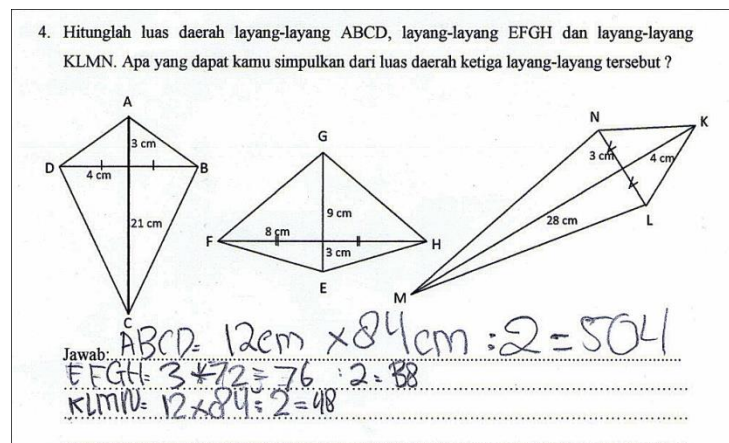 4. Hitunglah luas daerah layang-layang ABCD, layang-layang EFGH dan layang-layang
KLMN. Apa yang dapat kamu simpulkan dari luas daerah ketiga layang-layang tersebut ?
A
3 cm
D
4 cm
B
21 cm
C
G
9 cm
F
8 cm
H
3 cm
E
N
K
3 cm
4 cm
28 cm
L
M
Jawab: ABCD= 12cm × 84cm : 2 = 504
EFGH= 3 × 72 = 76 : 2 = 38
KLMN= 12 × 84 : 2 = 48